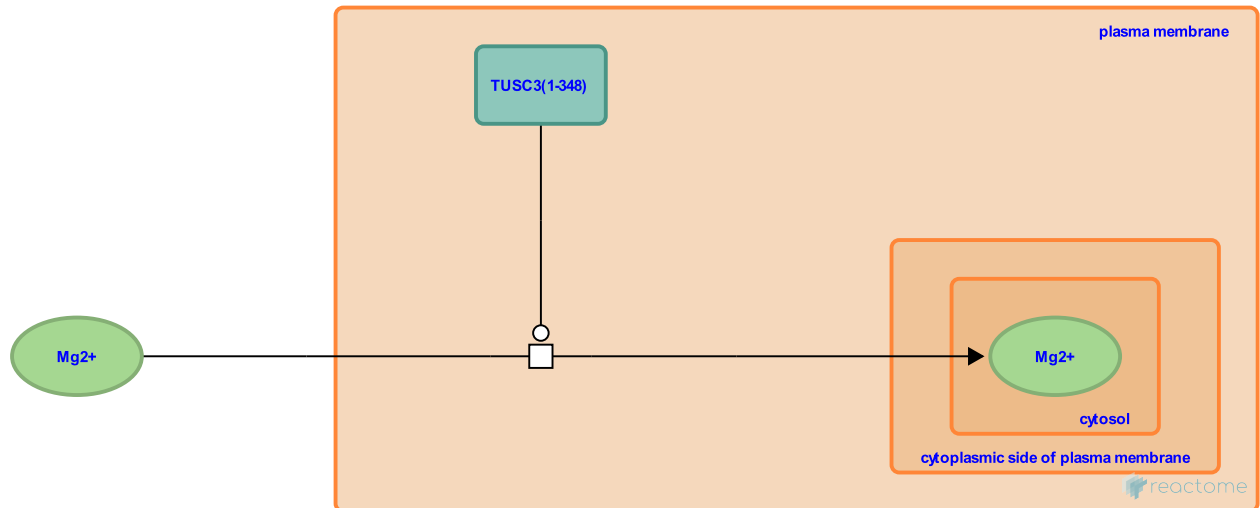 plasma membrane
TUSC3(1-348)
Mg2+
Mg2+
cytosol
cytoplasmic side of plasma membrane
reactome